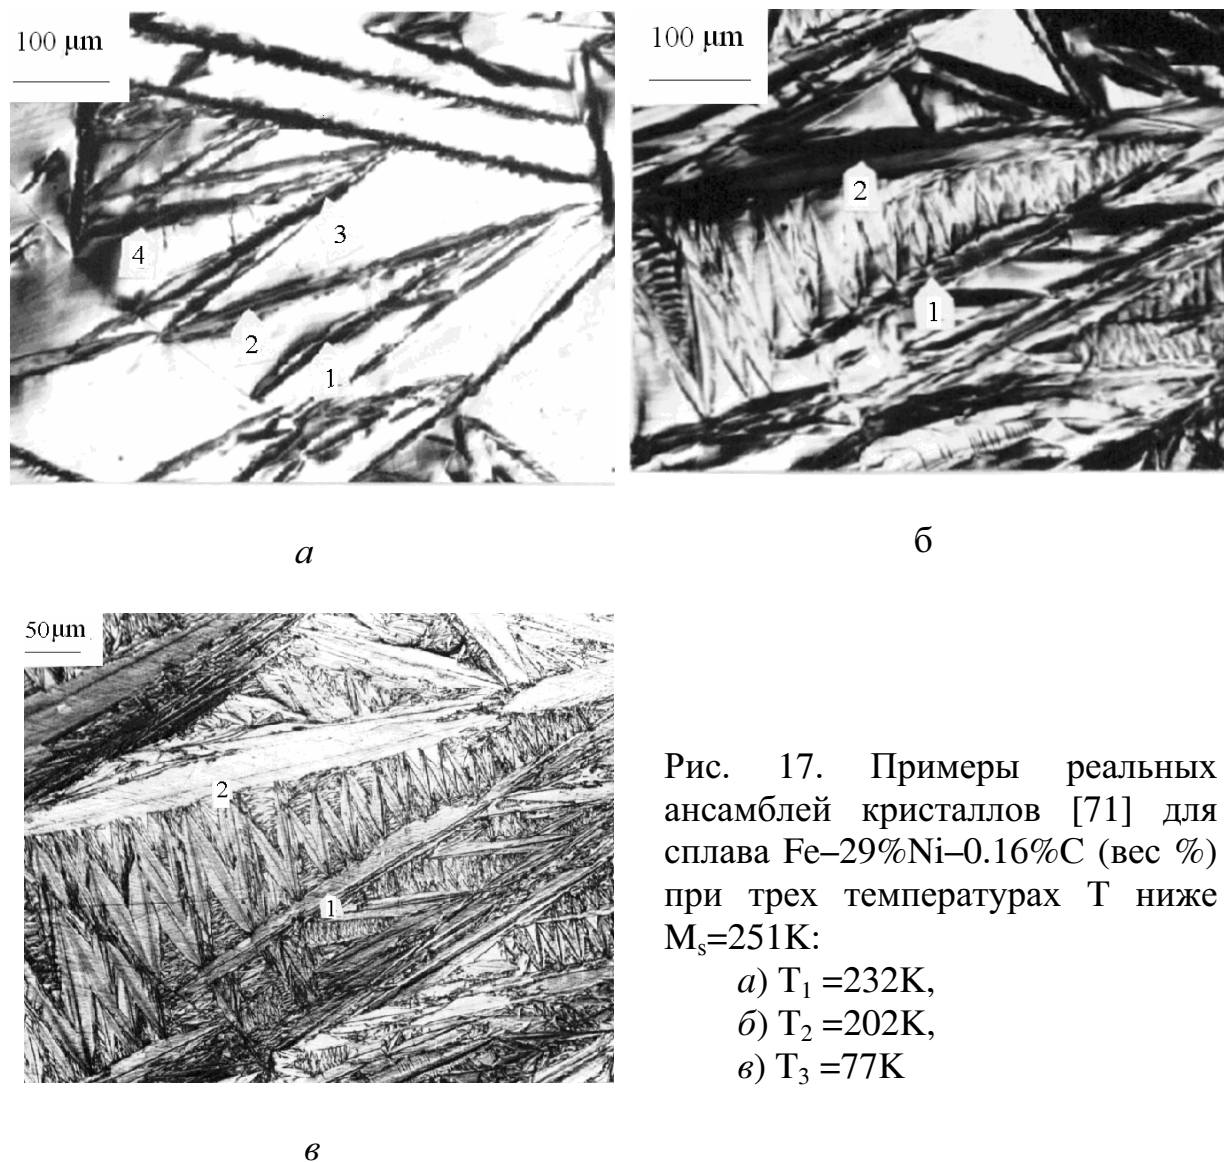 100 μm
100 μm
4
3
2
1
2
1
а
б
50μm
2
1
в
Рис. 17. Примеры реальных
ансамблей кристаллов [71] для
сплава Fe–29%Ni–0.16%C (вес %)
при трех температурах Т ниже
Ms=251K:
а) T1 =232K,
б) T2 =202K,
в) T3 =77K